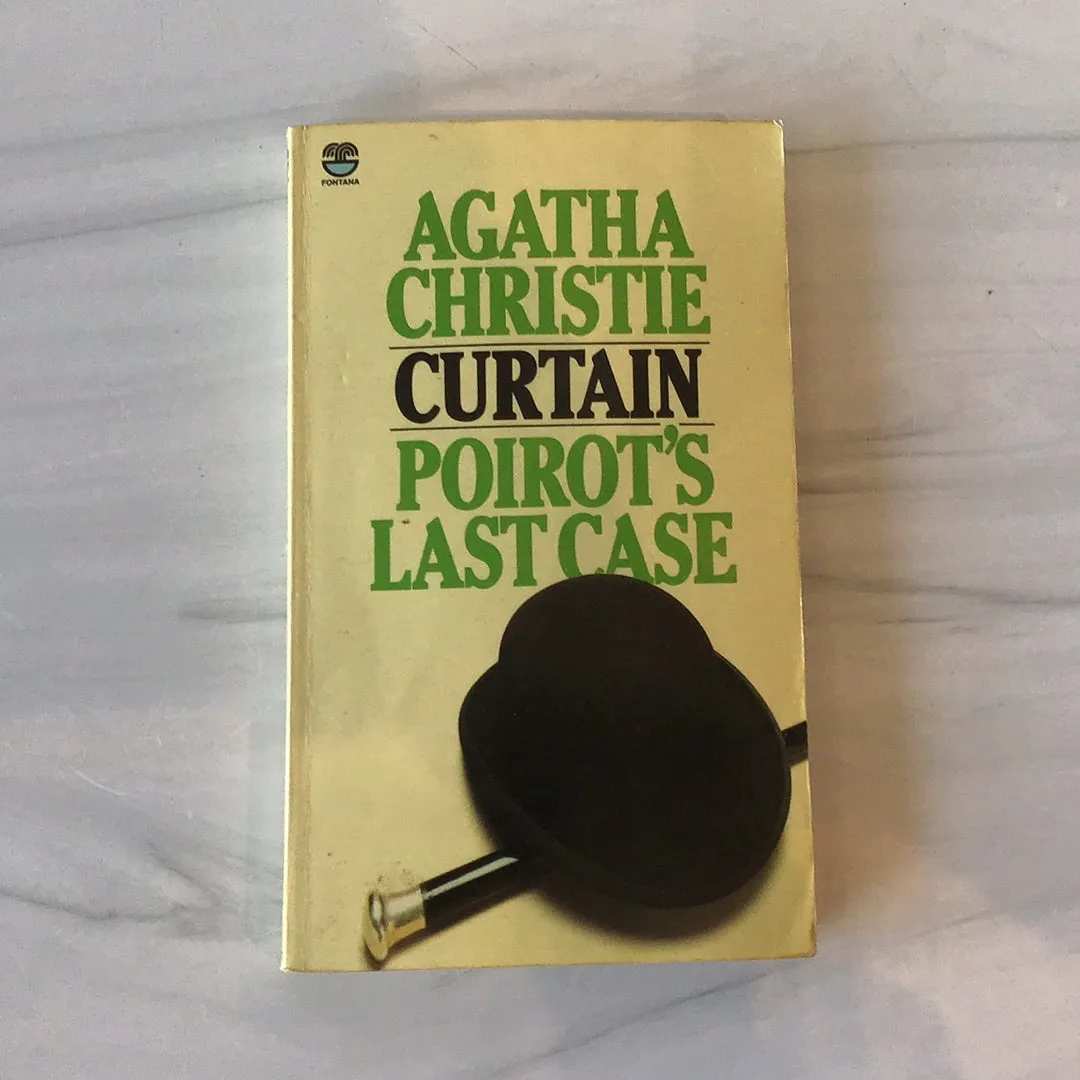 FONTANA
AGATHA
CHRISTIE
CURTAIN
POIROT'S
LAST CASE